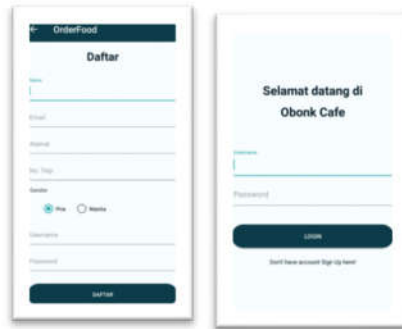 ← OrderFood
Daftar
Nama
Email
Alamat
No. Telp
Gender
Pria Wanita
Username
Password
DAFTAR
Selamat datang di
Obonk Cafe
Username
Password
LOGIN
Don't have account Sign Up here!